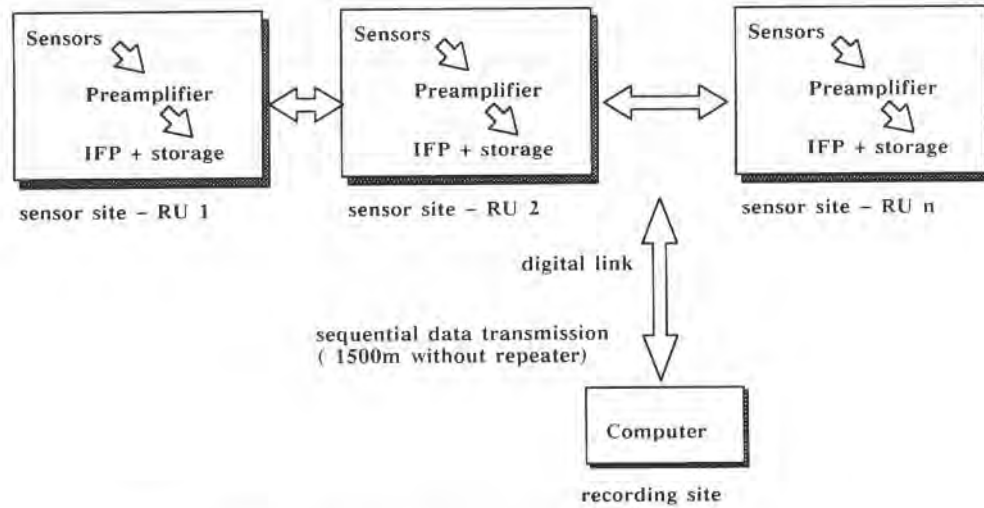 Sensors
Preamplifier
IFP + storage
sensor site – RU 1
Sensors
Preamplifier
IFP + storage
sensor site – RU 2
Sensors
Preamplifier
IFP + storage
sensor site – RU n
digital link
sequential data transmission
( 1500m without repeater)
Computer
recording site